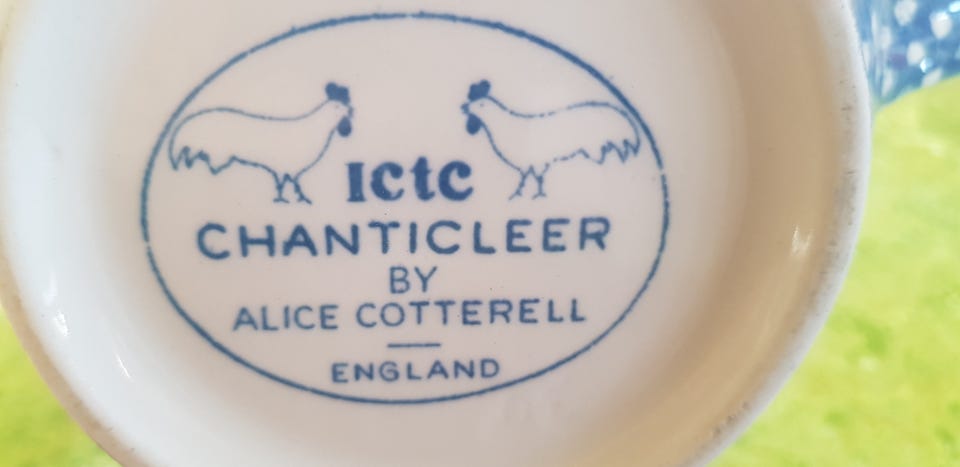 ICTC
CHANTICLEER
BY
ALICE COTTERELL
ENGLAND